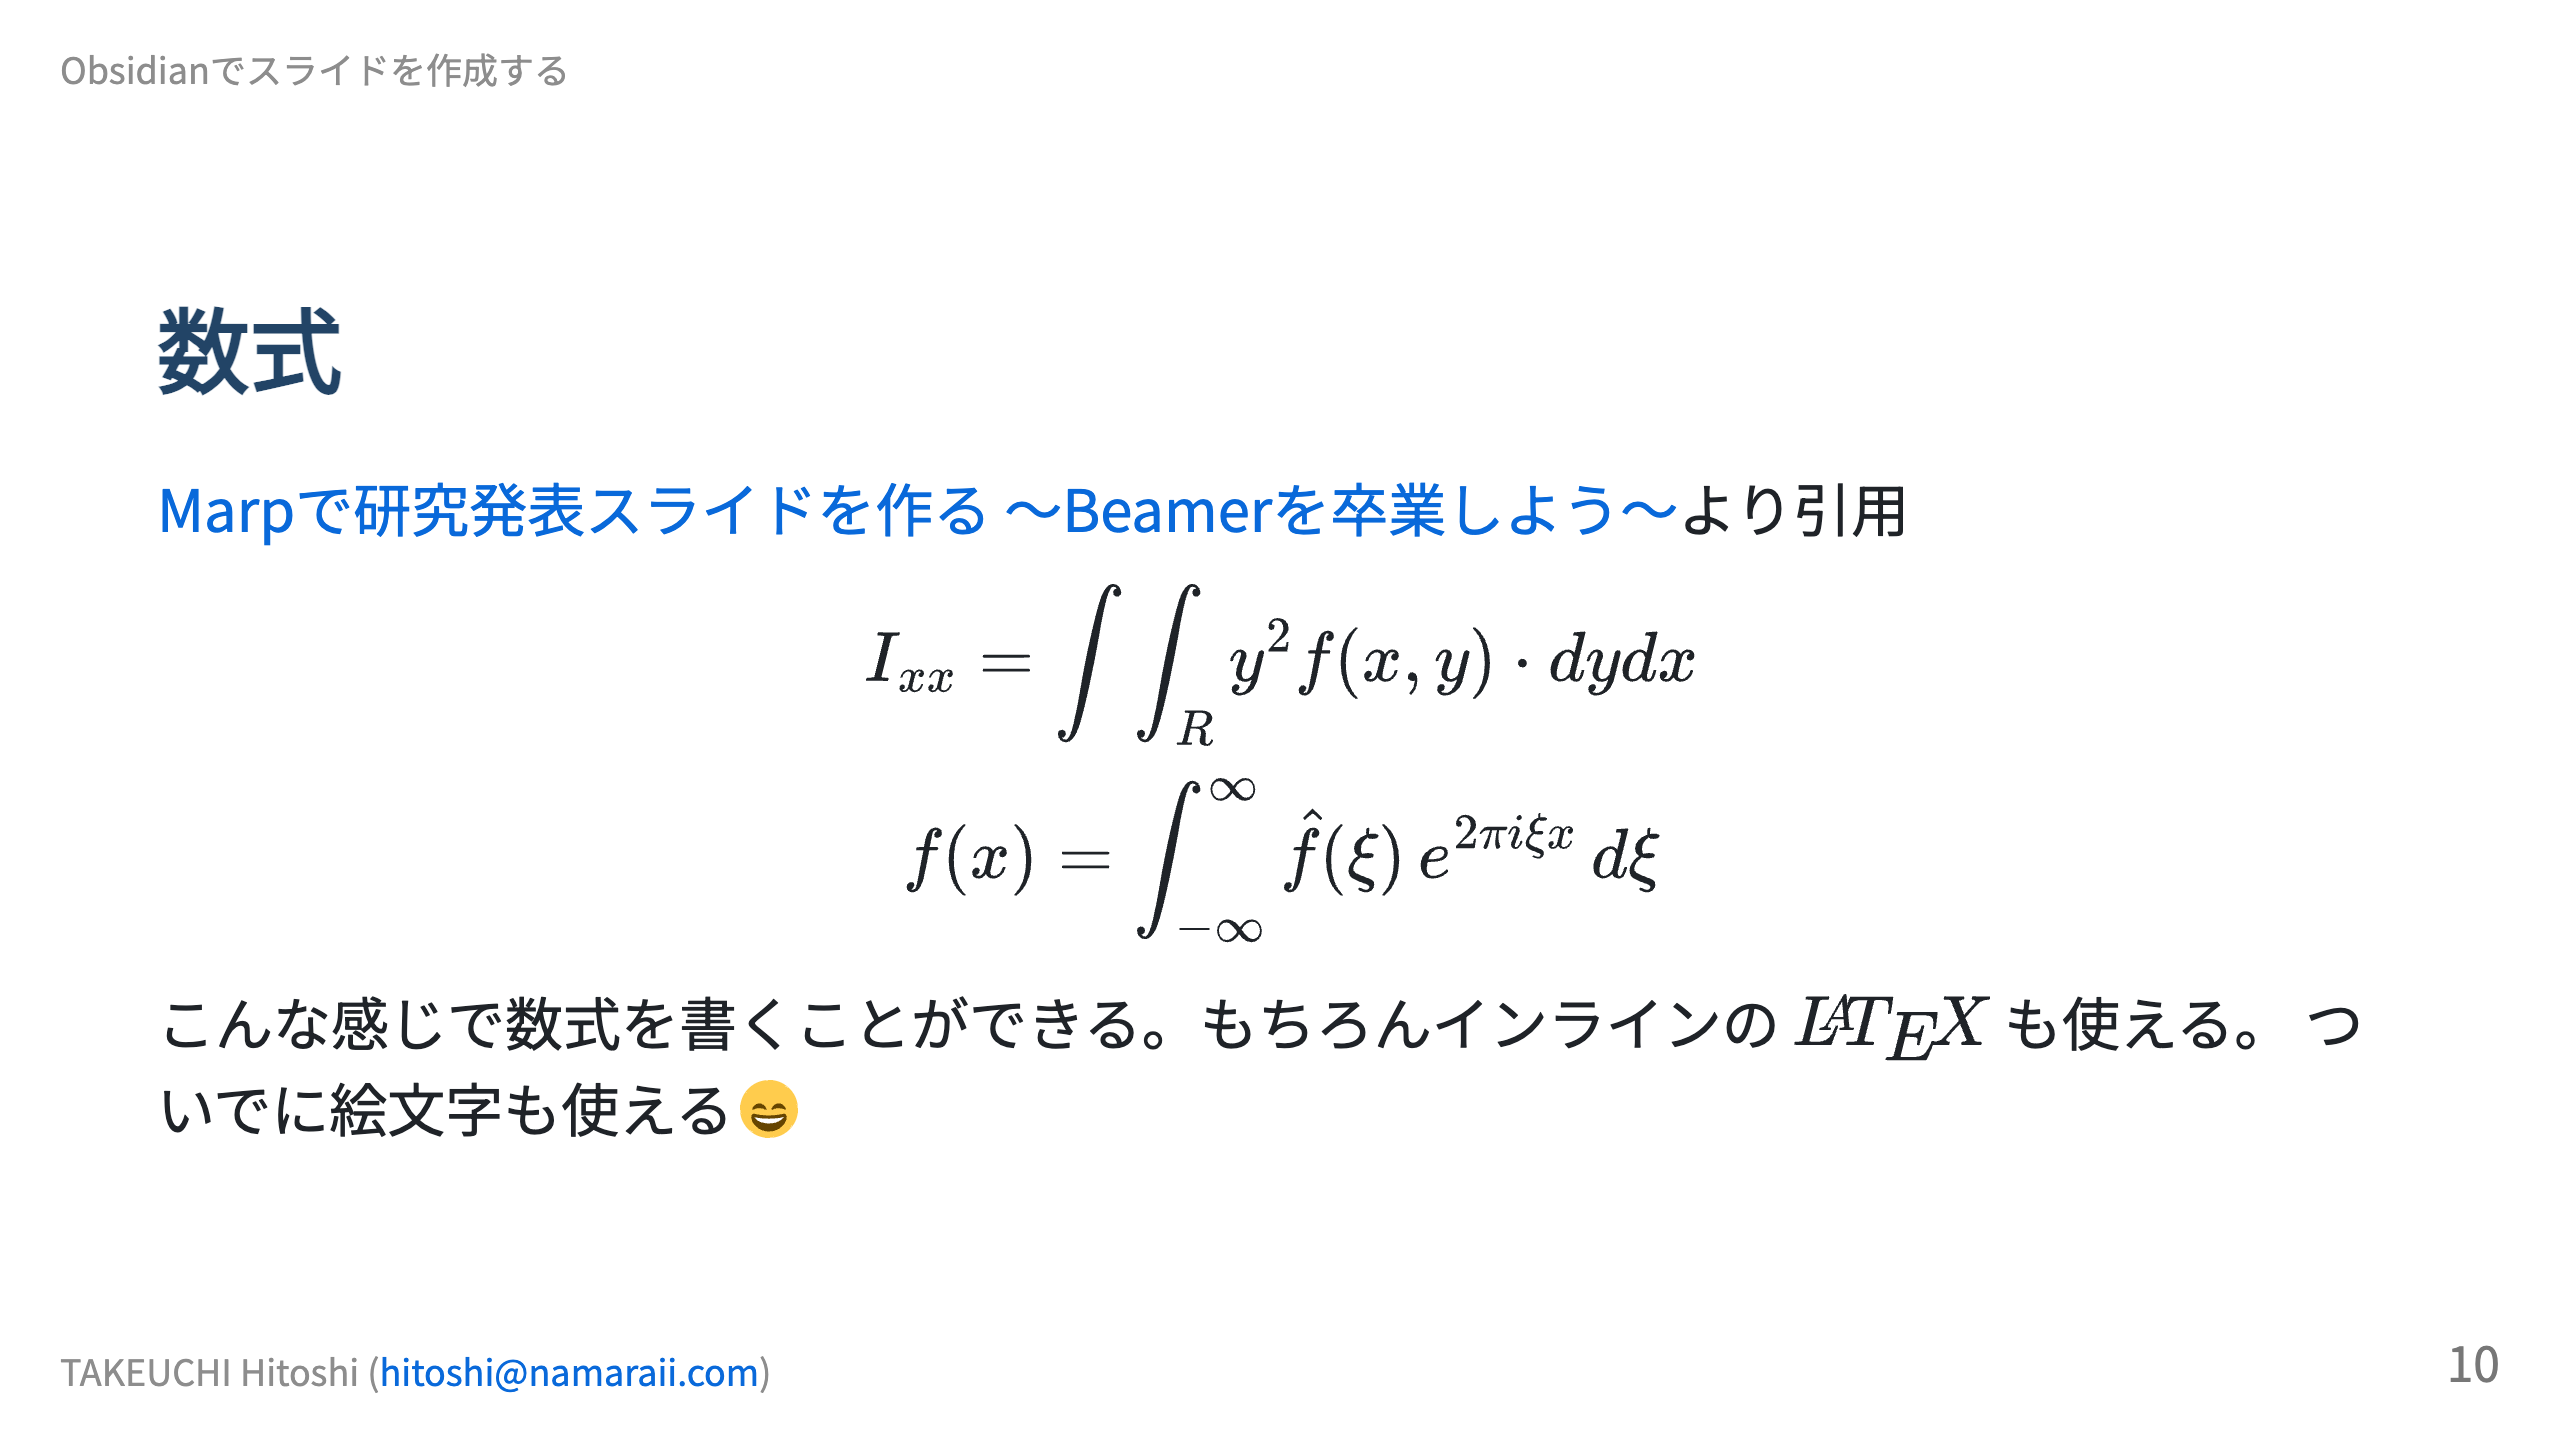 Obsidianでスライドを作成する
数式
Marpで研究発表スライドを作る 〜Beamerを卒業しよう〜より引用
$I_{xx} = \int \int_R y^2 f(x, y) \cdot dydx$
$f(x) = \int_{-\infty}^{\infty} \hat{f}(\xi) \, e^{2\pi i \xi x} \, d\xi$
こんな感じで数式を書くことができる。もちろんインラインの LATEX も使える。 つ
いでに絵文字も使える😄
TAKEUCHI Hitoshi (hitoshi@namaraii.com)
10